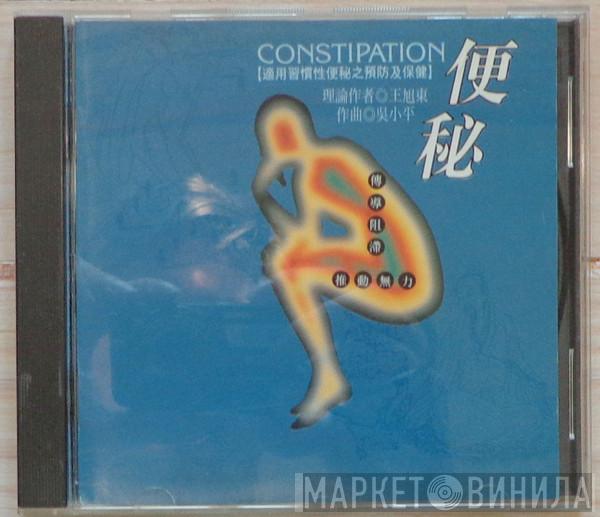 CONSTIPATION
【適用習慣性便秘之預防及保健】
便秘
理論作者◎王旭東
作曲◎吳小平
傳導阻滯
推動無力
МАРКЕТ ВИНИЛА